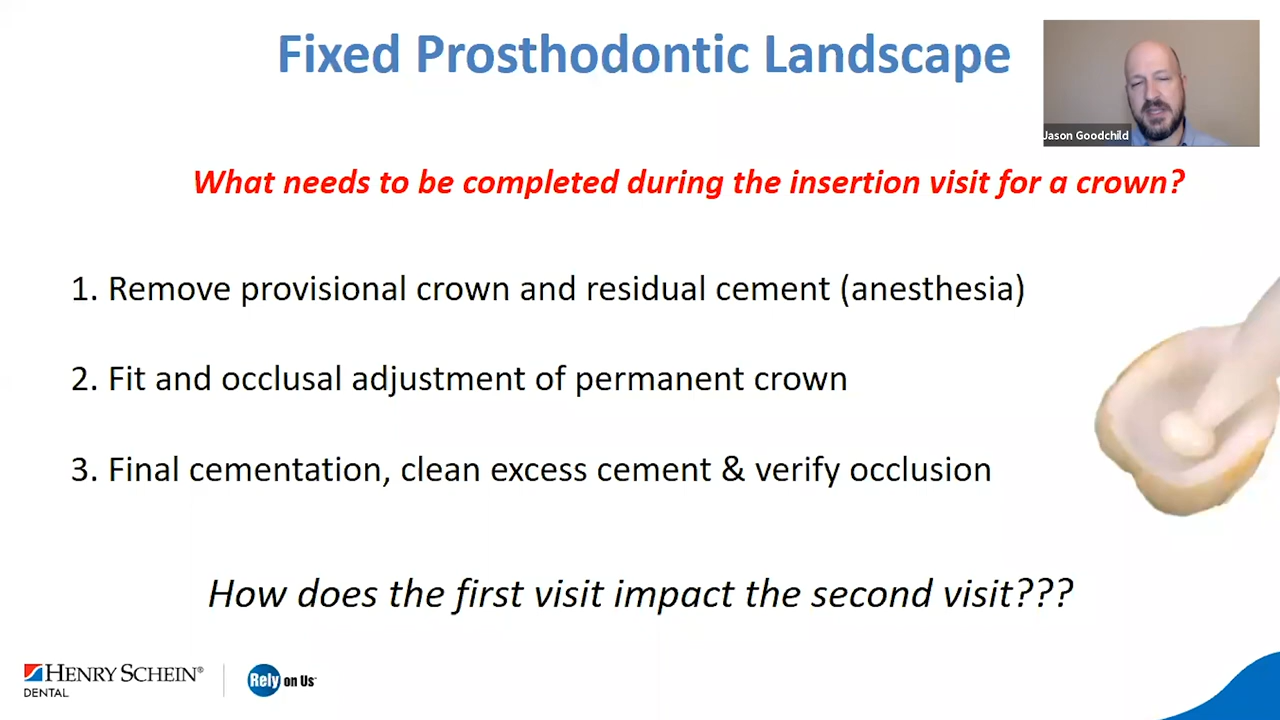 Fixed Prosthodontic Landscape
Jason Goodchild
What needs to be completed during the insertion visit for a crown?
1. Remove provisional crown and residual cement (anesthesia)
2. Fit and occlusal adjustment of permanent crown
3. Final cementation, clean excess cement & verify occlusion
How does the first visit impact the second visit???
HENRY SCHEIN®
DENTAL
Rely on Us™